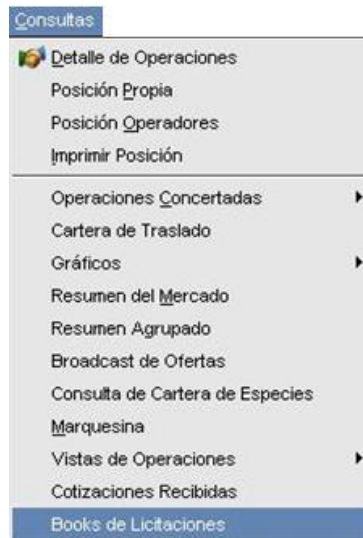 Consultas
Detalle de Operaciones
Posición Propia
Posición Operadores
Imprimir Posición
Operaciones Concertadas
Cartera de Traslado
Gráficos
Resumen del Mercado
Resumen Agrupado
Broadcast de Ofertas
Consulta de Cartera de Especies
Marquesina
Vistas de Operaciones
Cotizaciones Recibidas
Books de Licitaciones